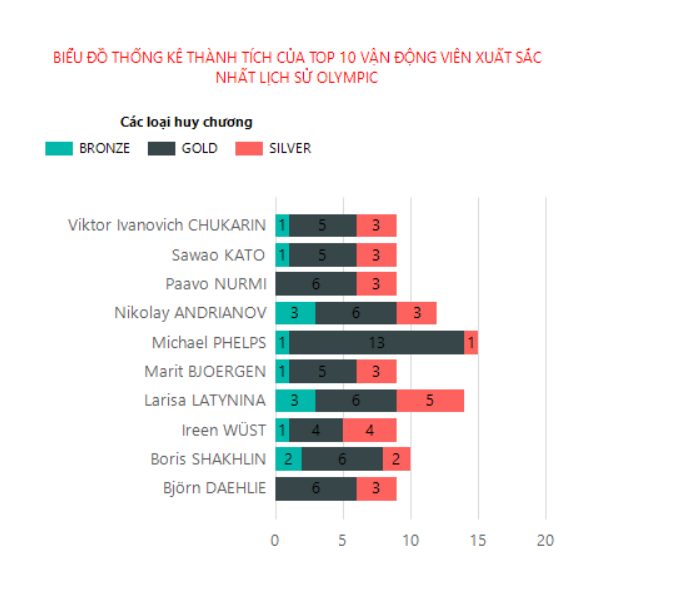 BIỂU ĐỒ THỐNG KÊ THÀNH TÍCH CỦA TOP 10 VẬN ĐỘNG VIÊN XUẤT SẮC
NHẤT LỊCH SỬ OLYMPIC
Các loại huy chương
BRONZE GOLD SILVER
Viktor Ivanovich CHUKARIN 1 5 3
Sawao KATO 1 5 3
Paavo NURMI 6 3
Nikolay ANDRIANOV 3 6 3
Michael PHELPS 1 13 1
Marit BJOERGEN 1 5 3
Larisa LATYNINA 3 6 5
Ireen WÜST 1 4 4
Boris SHAKHLIN 2 6 2
Björn DAEHLIE 6 3
0 5 10 15 20